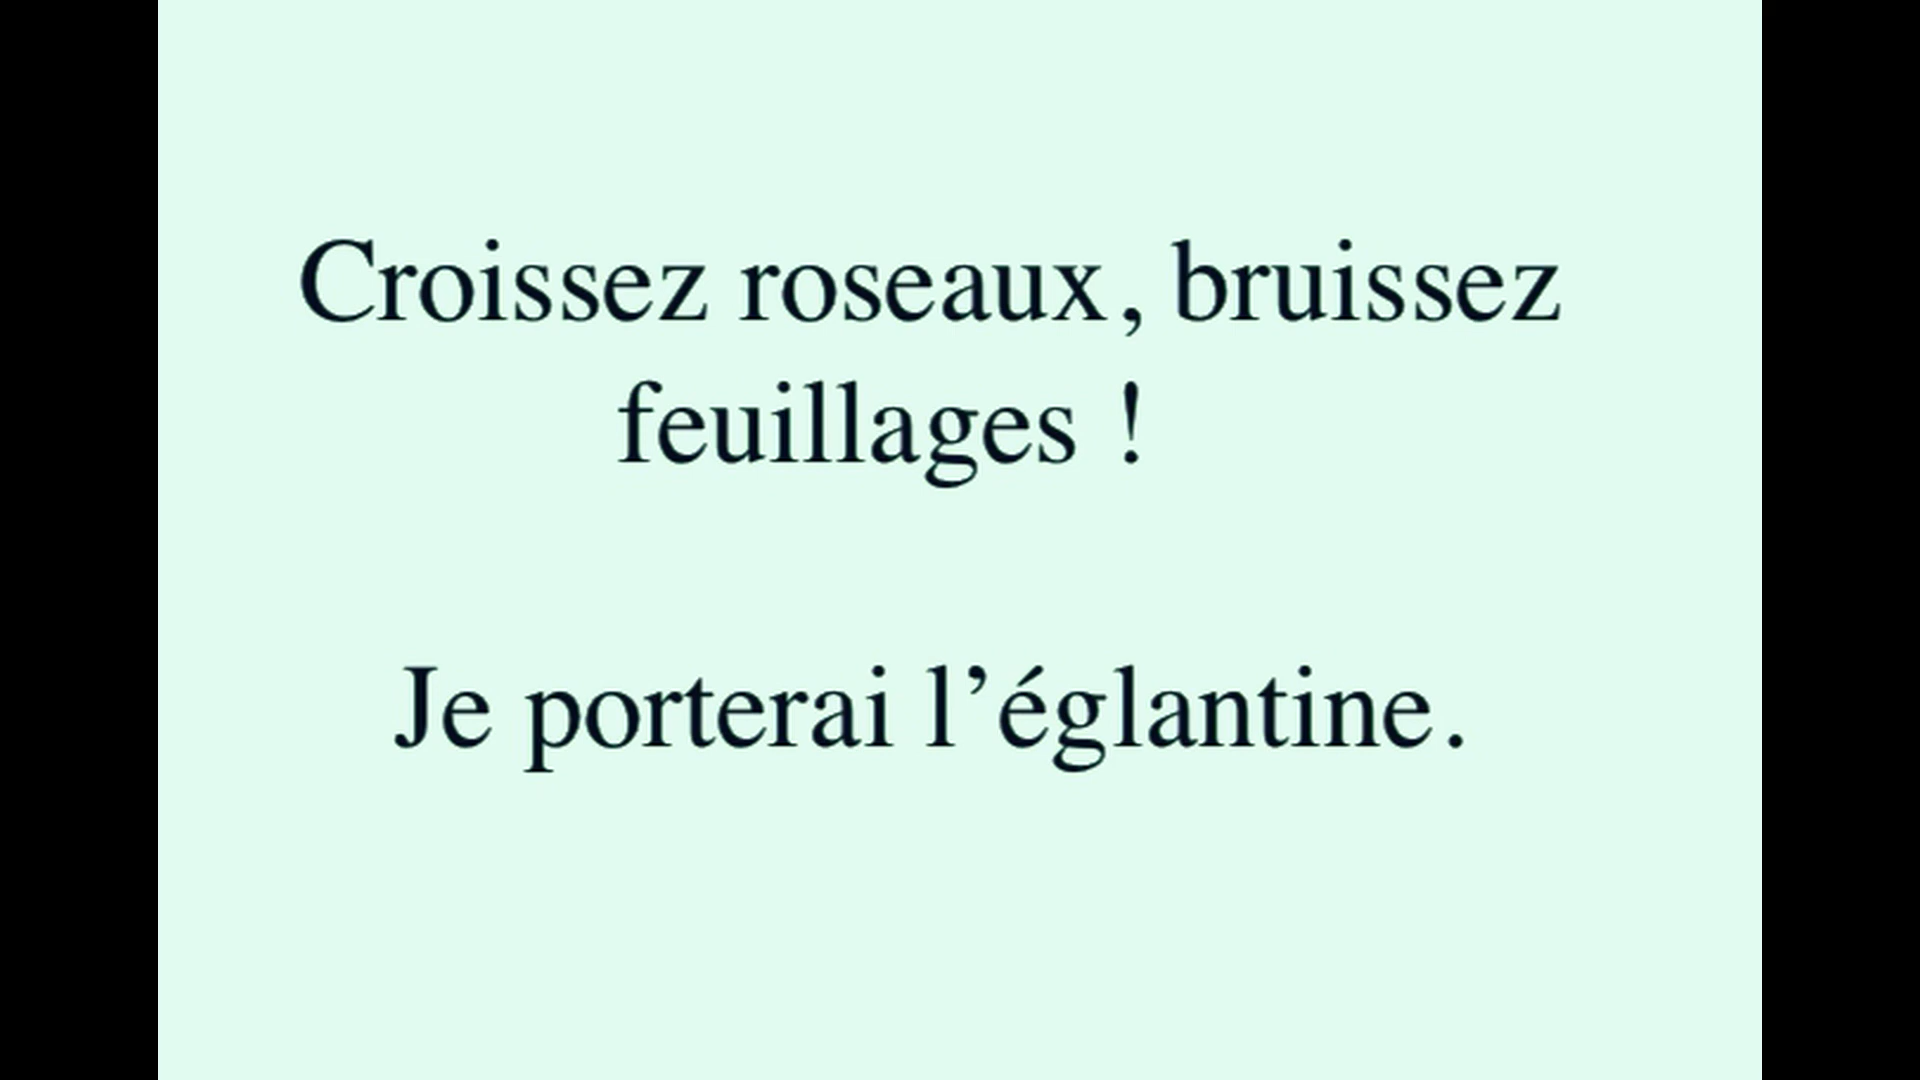 Croissez roseaux, bruissez
feuillages !
Je porterai l’églantine.